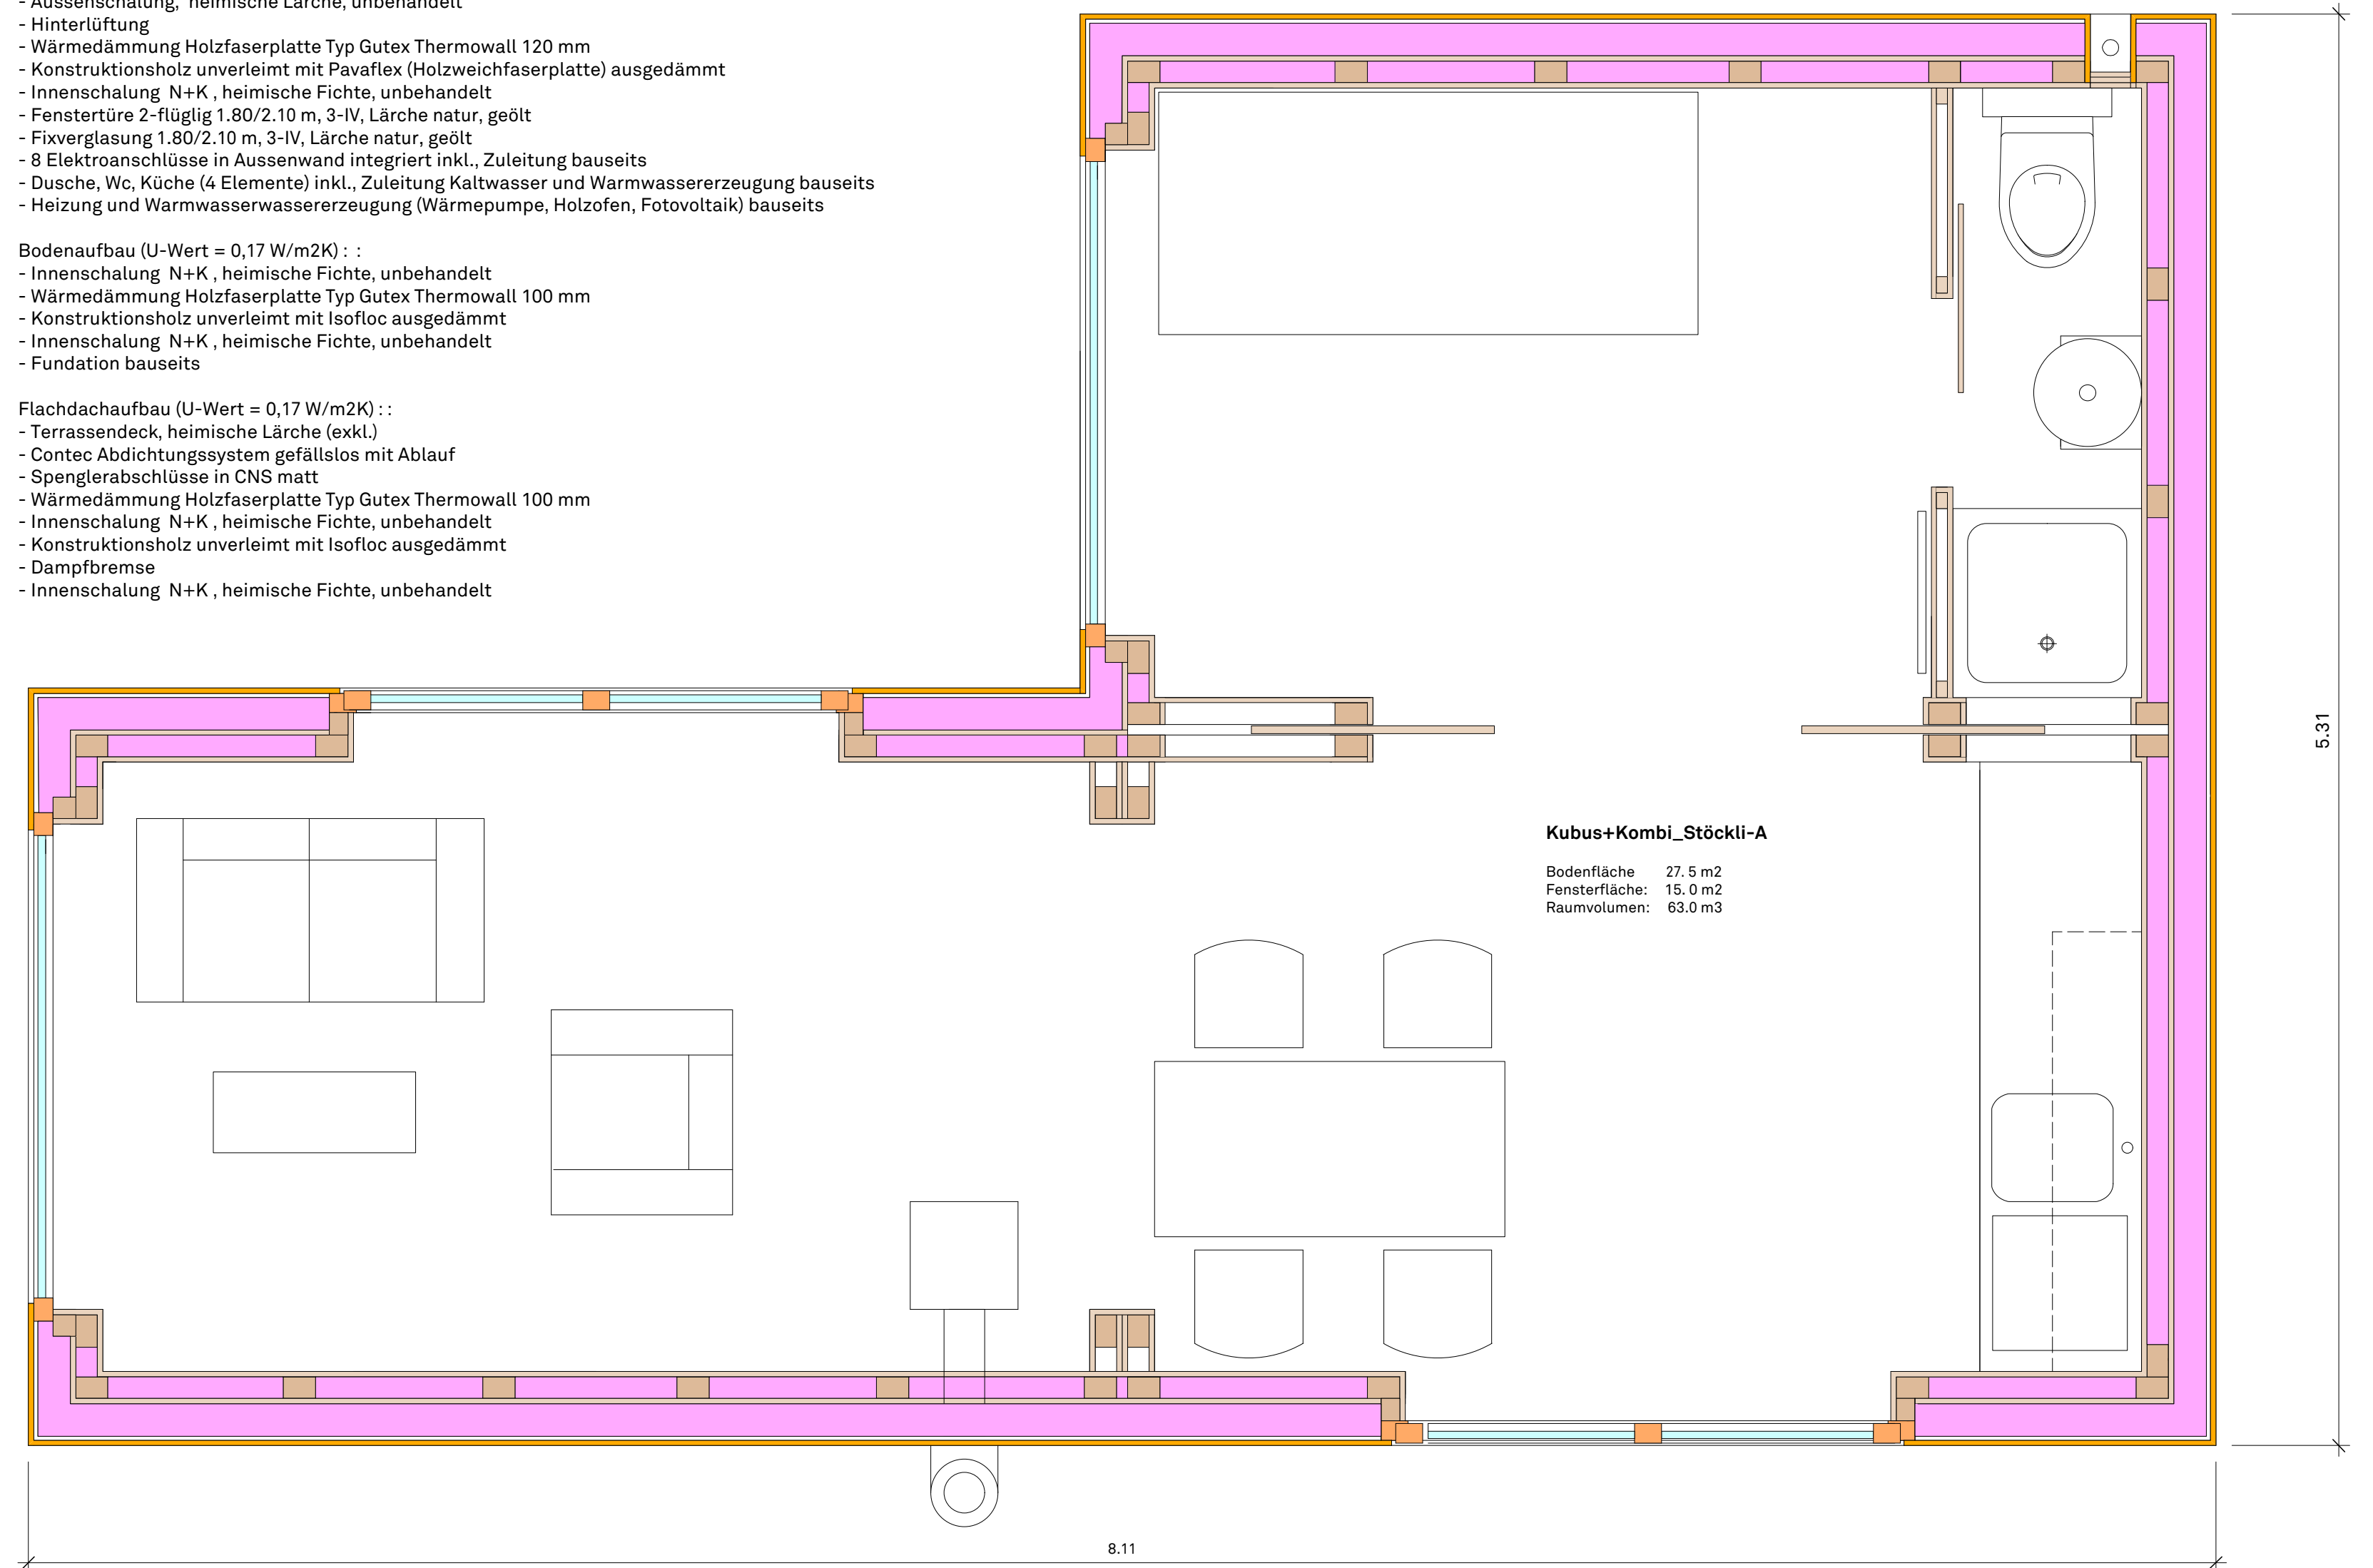 - Aussenschalung, heimische Lärche, unbehandelt
- Hinterlüftung
- Wärmedämmung Holzfaserplatte Typ Gutex Thermowall 120 mm
- Konstruktionsholz unverleimt mit Pavaflex (Holzweichfaserplatte) ausgedämmt
- Innenschalung N+K , heimische Fichte, unbehandelt
- Fenstertüre 2-flüglig 1.80/2.10 m, 3-IV, Lärche natur, geölt
- Fixverglasung 1.80/2.10 m, 3-IV, Lärche natur, geölt
- 8 Elektroanschlüsse in Aussenwand integriert inkl., Zuleitung bauseits
- Dusche, Wc, Küche (4 Elemente) inkl., Zuleitung Kaltwasser und Warmwassererzeugung bauseits
- Heizung und Warmwasserwassererzeugung (Wärmepumpe, Holzofen, Fotovoltaik) bauseits
Bodenaufbau (U-Wert = 0,17 W/m2K) : :
- Innenschalung N+K , heimische Fichte, unbehandelt
- Wärmedämmung Holzfaserplatte Typ Gutex Thermowall 100 mm
- Konstruktionsholz unverleimt mit Isofloc ausgedämmt
- Innenschalung N+K , heimische Fichte, unbehandelt
- Fundation bauseits
Flachdachaufbau (U-Wert = 0,17 W/m2K) : :
- Terrassendeck, heimische Lärche (exkl.)
- Contec Abdichtungssystem gefällslos mit Ablauf
- Spenglerabschlüsse in CNS matt
- Wärmedämmung Holzfaserplatte Typ Gutex Thermowall 100 mm
- Innenschalung N+K , heimische Fichte, unbehandelt
- Konstruktionsholz unverleimt mit Isofloc ausgedämmt
- Dampfbremse
- Innenschalung N+K , heimische Fichte, unbehandelt
5.31
Kubus+Kombi_Stöckli-A
Bodenfläche 27. 5 m2
Fensterfläche: 15. 0 m2
Raumvolumen: 63.0 m3
8.11